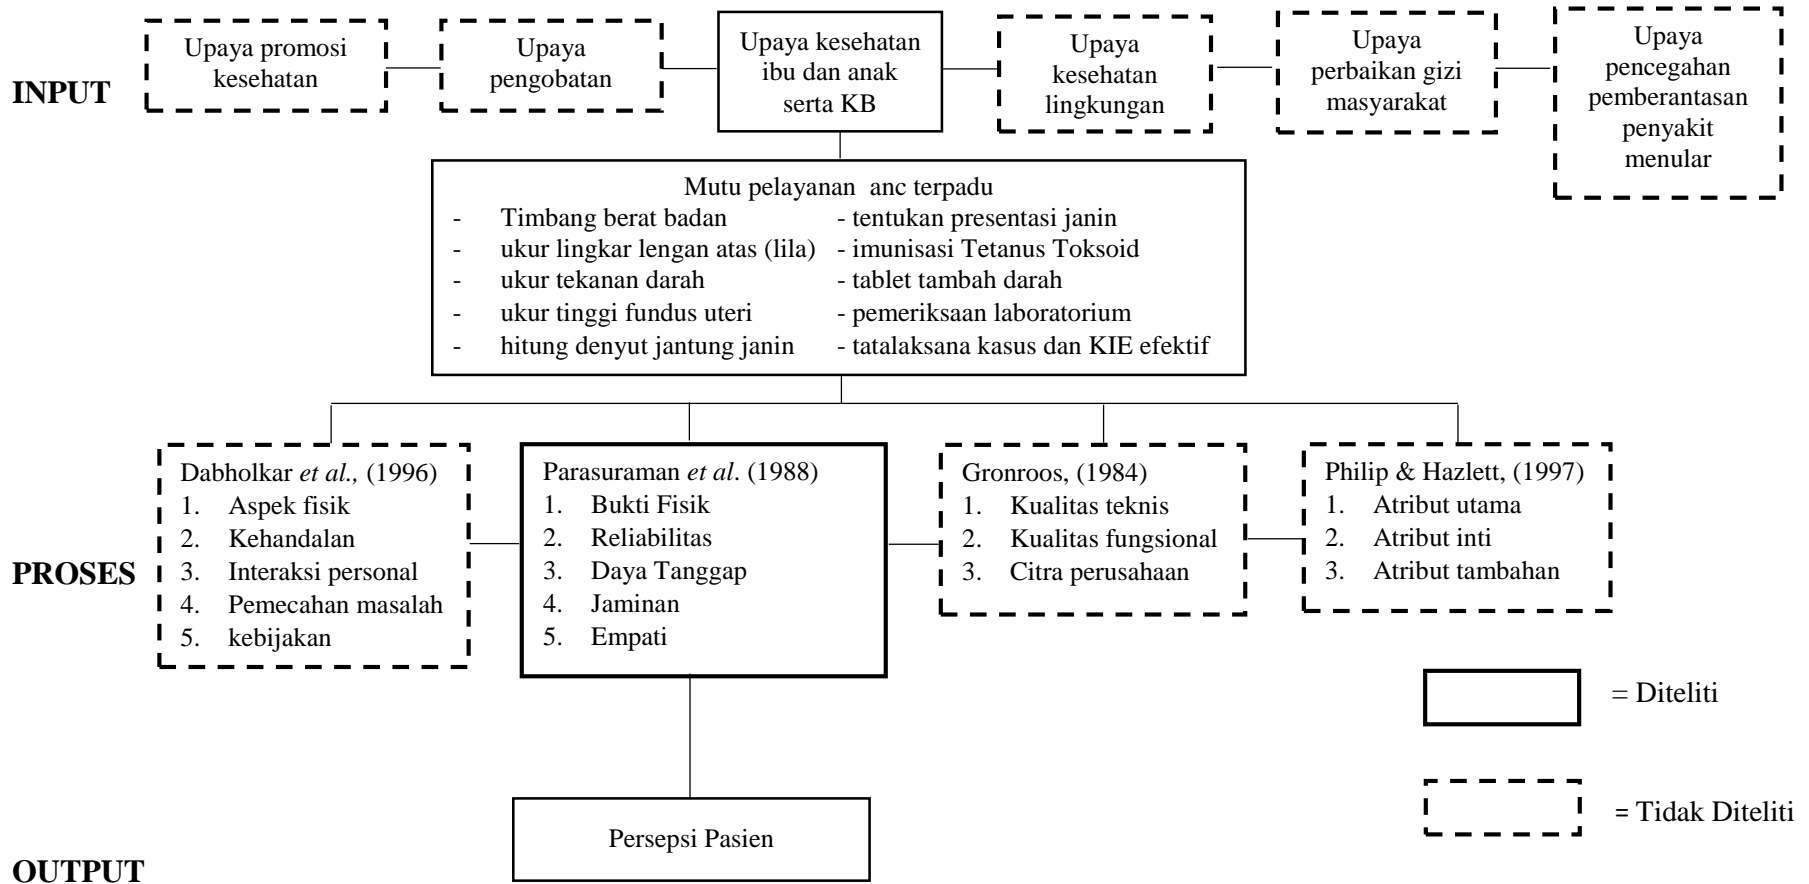 INPUT
Upaya promosi
kesehatan
Upaya
pengobatan
Upaya kesehatan
ibu dan anak
serta KB
Upaya
kesehatan
lingkungan
Upaya
perbaikan gizi
masyarakat
Upaya
pencegahan
pemberantasan
penyakit
menular
Mutu pelayanan anc terpadu
- Timbang berat badan
- ukur lingkar lengan atas (lila)
- ukur tekanan darah
- ukur tinggi fundus uteri
- hitung denyut jantung janin
- tentukan presentasi janin
- imunisasi Tetanus Toksoid
- tablet tambah darah
- pemeriksaan laboratorium
- tatalaksana kasus dan KIE efektif
PROSES
Dabholkar et al., (1996)
1. Aspek fisik
2. Kehandalan
3. Interaksi personal
4. Pemecahan masalah
5. kebijakan
Parasuraman et al. (1988)
1. Bukti Fisik
2. Reliabilitas
3. Daya Tanggap
4. Jaminan
5. Empati
Gronroos, (1984)
1. Kualitas teknis
2. Kualitas fungsional
3. Citra perusahaan
Philip & Hazlett, (1997)
1. Atribut utama
2. Atribut inti
3. Atribut tambahan
= Diteliti
= Tidak Diteliti
Persepsi Pasien
OUTPUT